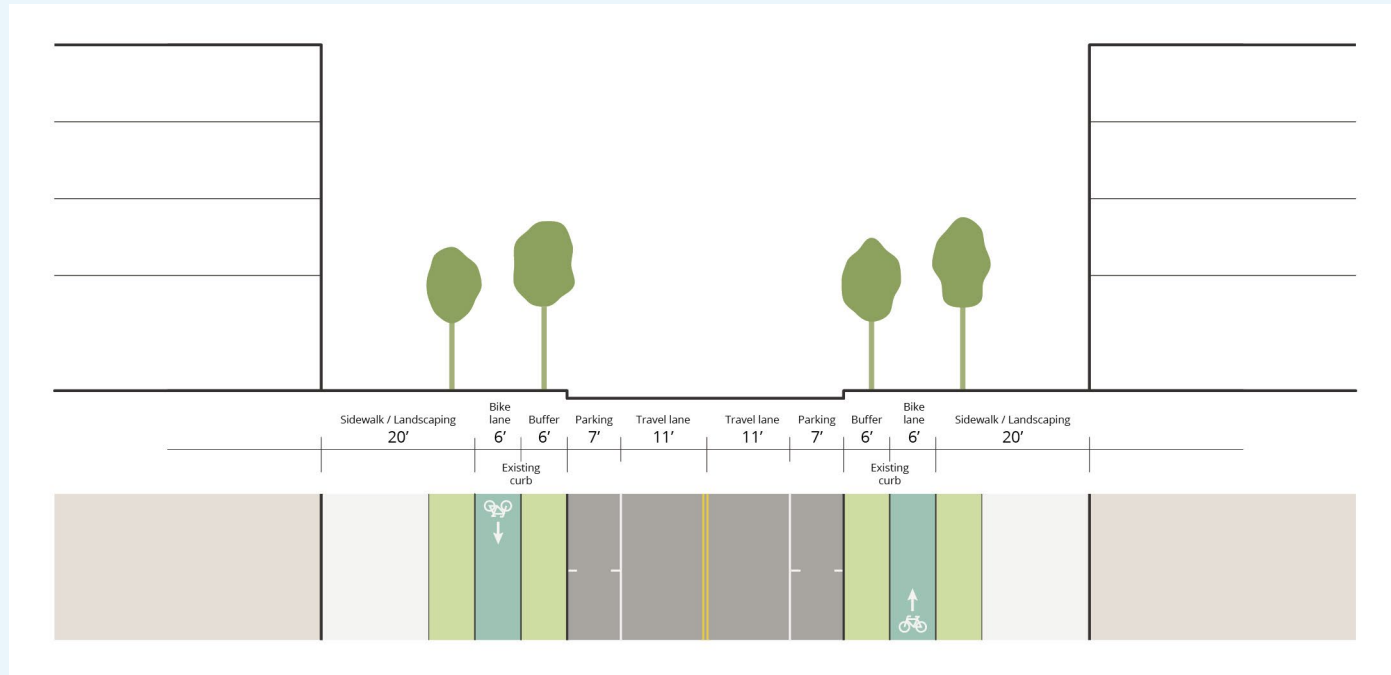 Sidewalk / Landscaping
20’
Bike
lane
6’
Buffer
6’
Parking
7’
Travel lane
11’
Travel lane
11’
Parking
7’
Buffer
6’
Bike
lane
6’
Sidewalk / Landscaping
20’
Existing
curb
Existing
curb